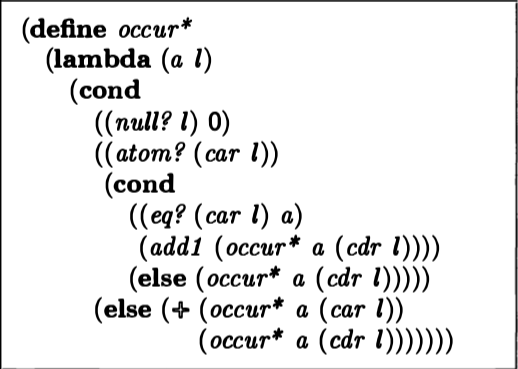 (define occur*
(lambda (a l)
(cond
((null? l) 0)
((atom? (car l))
(cond
((eq? (car l) a)
(add1 (occur* a (cdr l))))
(else (occur* a (cdr l)))))
(else (+ (occur* a (car l))
(occur* a (cdr l)))))))